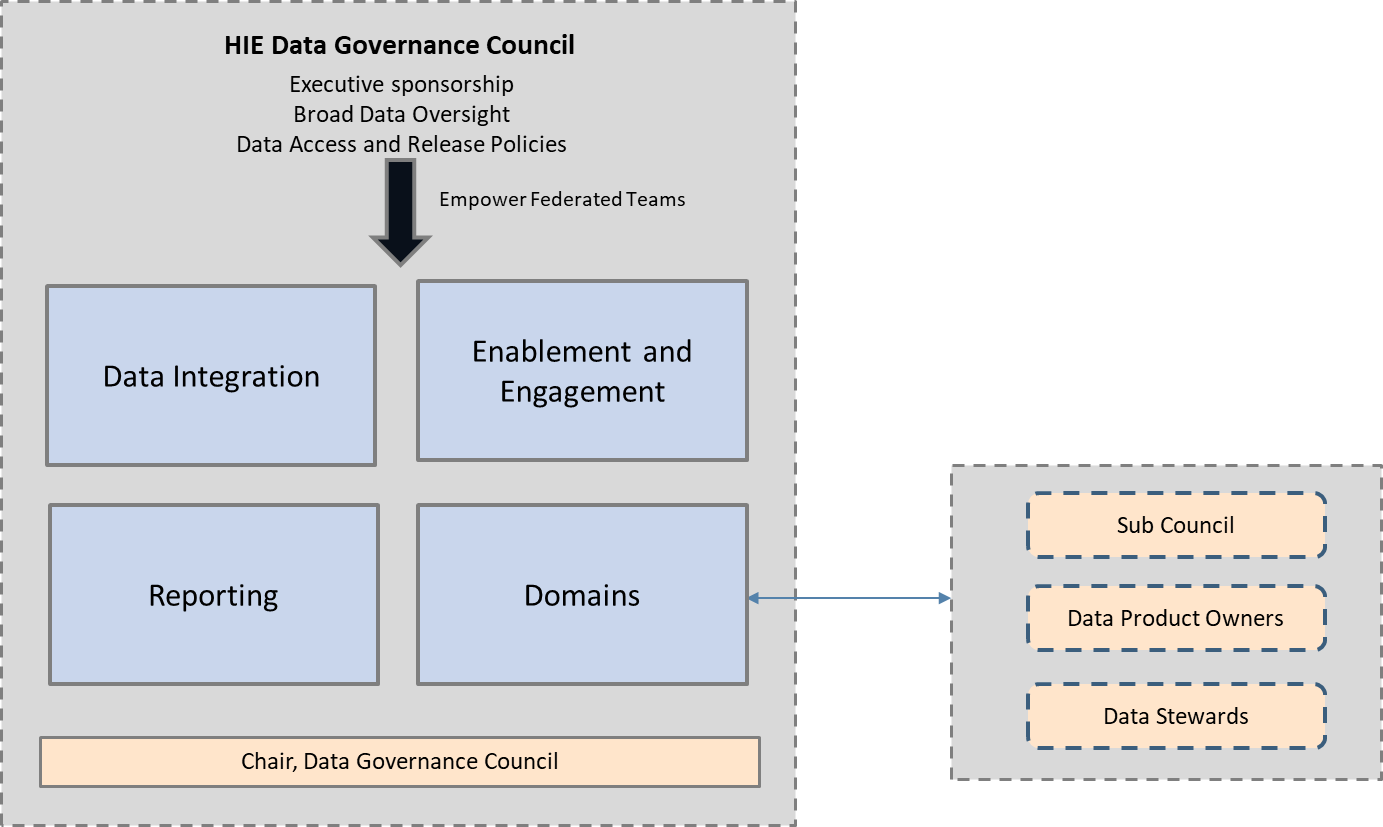 HIE Data Governance Council
Executive sponsorship
Broad Data Oversight
Data Access and Release Policies
Empower Federated Teams
Data Integration
Enablement and
Engagement
Reporting
Domains
Chair, Data Governance Council
Sub Council
Data Product Owners
Data Stewards